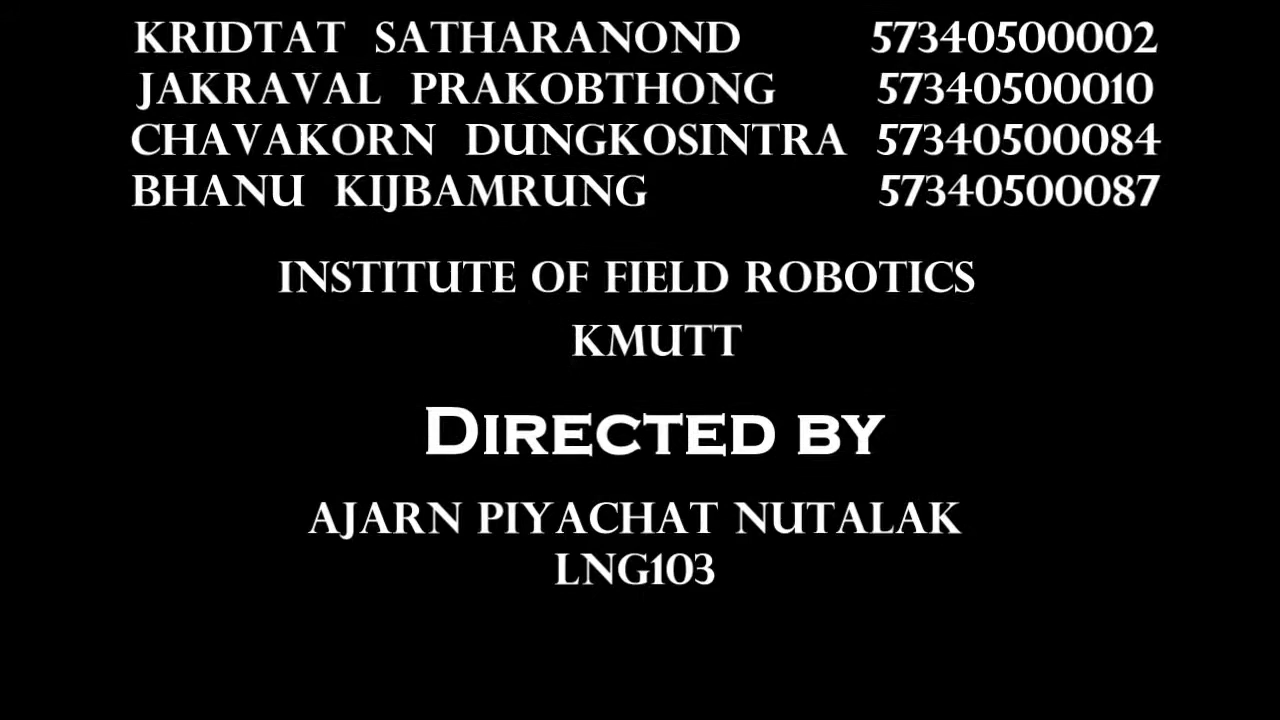 KRIDTAT SATHARANOND 57340500002
JAKRAVAL PRAKOBTHONG 57340500010
CHAVAKORN DUNGKOSINTRA 57340500084
BHANU KIJBAMRUNG 57340500087
INSTITUTE OF FIELD ROBOTICS
KMUTT
DIRECTED BY
AJARN PIYACHAT NUTALAK
LNG103